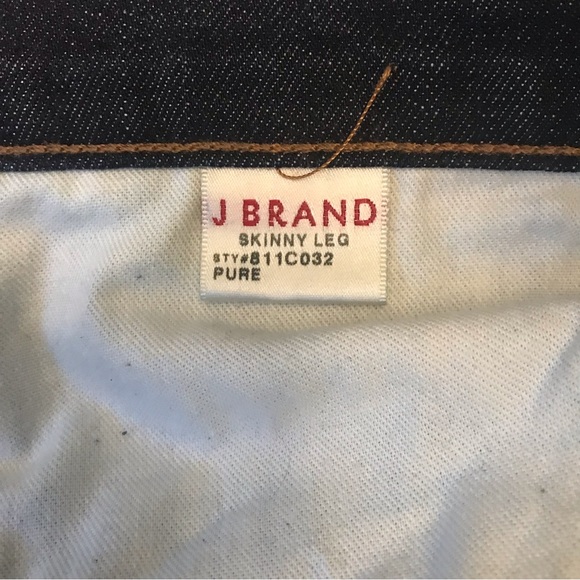 J BRAND
SKINNY LEG
STY#811C032
PURE